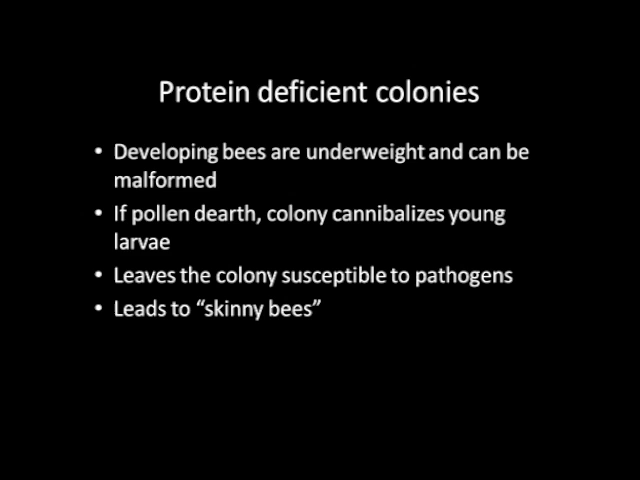 Protein deficient colonies
• Developing bees are underweight and can be
malformed
• If pollen dearth, colony cannibalizes young
larvae
• Leaves the colony susceptible to pathogens
• Leads to “skinny bees”